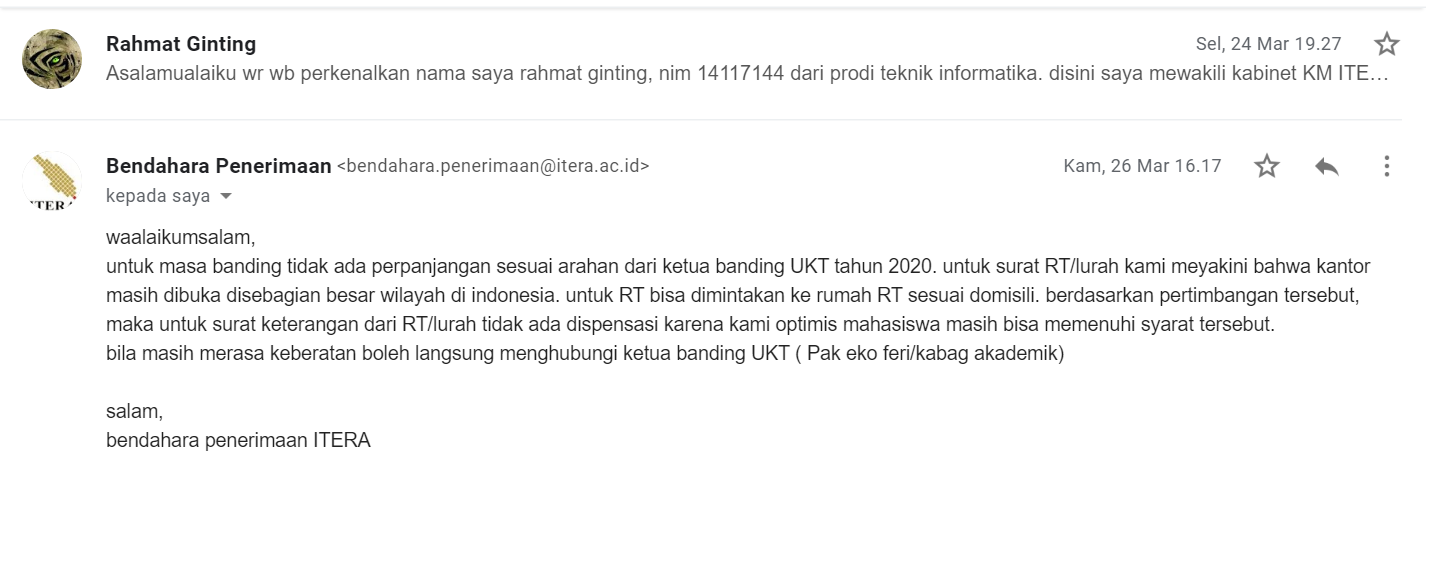 Rahmat Ginting
Sel, 24 Mar 19.27
Asalamualaiku wr wb perkenalkan nama saya rahmat ginting, nim 14117144 dari prodi teknik informatika. disini saya mewakili kabinet KM ITE...
Bendahara Penerimaan <bendahara.penerimaan@itera.ac.id>
Kam, 26 Mar 16.17
kepada saya
ITERA
waalaikumsalam,
untuk masa banding tidak ada perpanjangan sesuai arahan dari ketua banding UKT tahun 2020. untuk surat RT/lurah kami meyakini bahwa kantor
masih dibuka disebagian besar wilayah di indonesia. untuk RT bisa dimintakan ke rumah RT sesuai domisili. berdasarkan pertimbangan tersebut,
maka untuk surat keterangan dari RT/lurah tidak ada dispensasi karena kami optimis mahasiswa masih bisa memenuhi syarat tersebut.
bila masih merasa keberatan boleh langsung menghubungi ketua banding UKT ( Pak eko feri/kabag akademik)
salam,
bendahara penerimaan ITERA